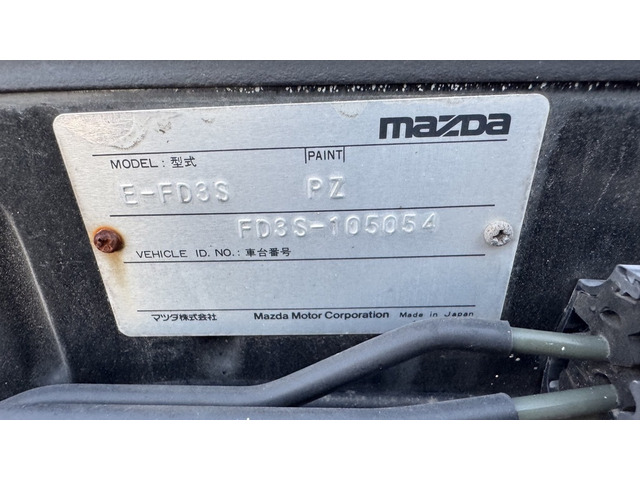 mazda
MODEL : 型式 PAINT
E-FD3S PZ
FD3S-105054
VEHICLE ID. NO. : 車台番号
マツダ株式会社 Mazda Motor Corporation Made in Japan